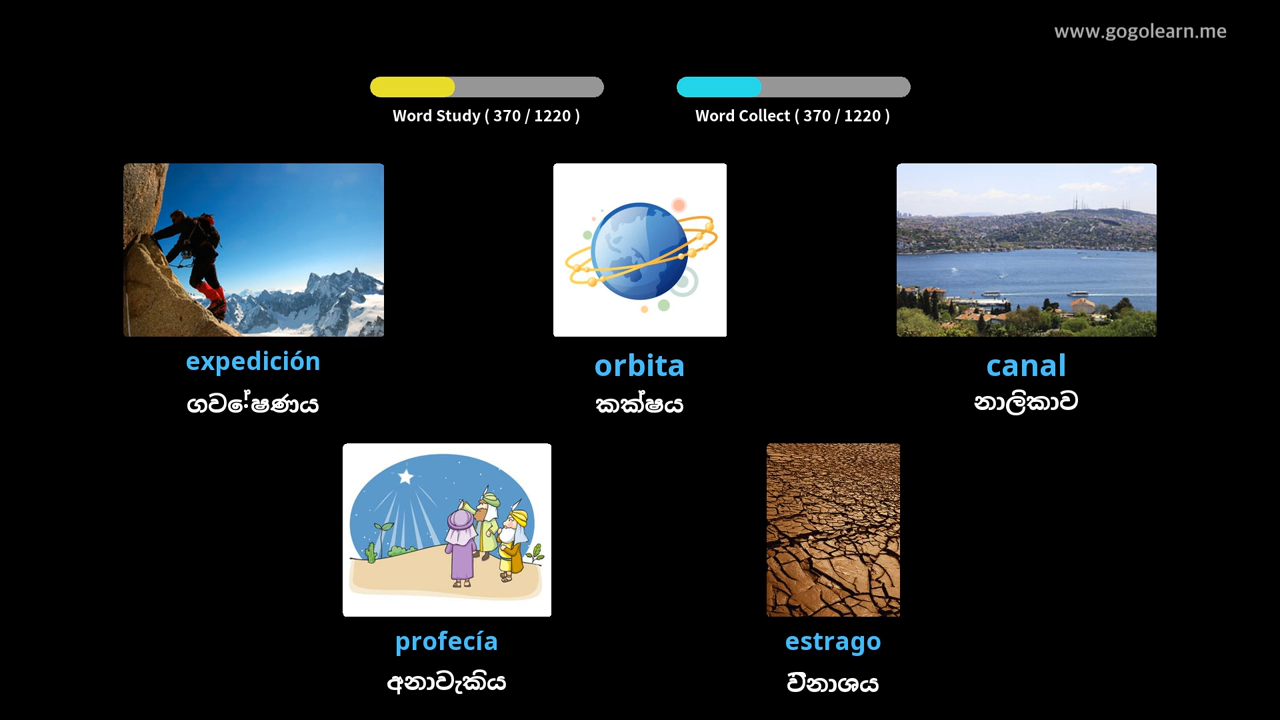 www.gogolearn.me
Word Study ( 370 / 1220 )
Word Collect ( 370 / 1220 )
expedición
ගවේෂණය
orbita
කක්ෂය
canal
නාලිකාව
profecía
අනාවැකිය
estrago
විනාශය